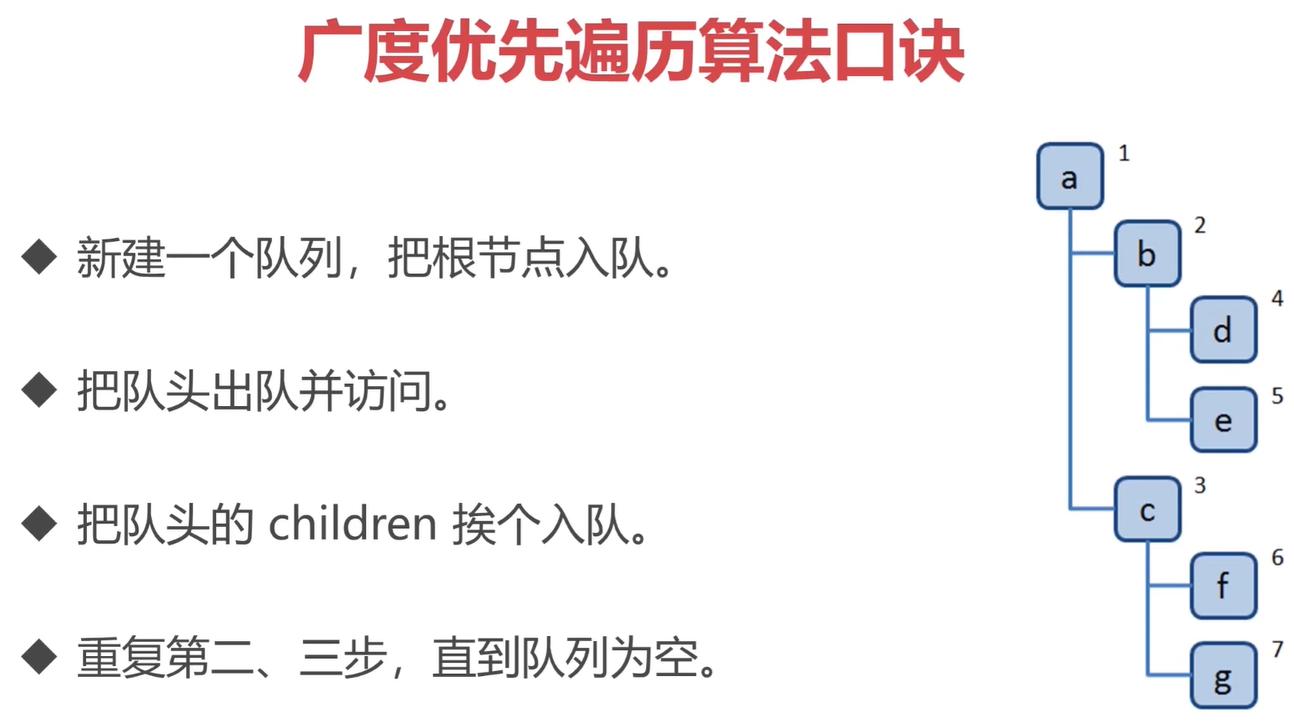 广度优先遍历算法口诀
◆ 新建一个队列，把根节点入队。
◆ 把队头出队并访问。
◆ 把队头的 children 挨个入队。
◆ 重复第二、三步，直到队列为空。
a 1
b 2
d 4
e 5
c 3
f 6
g 7